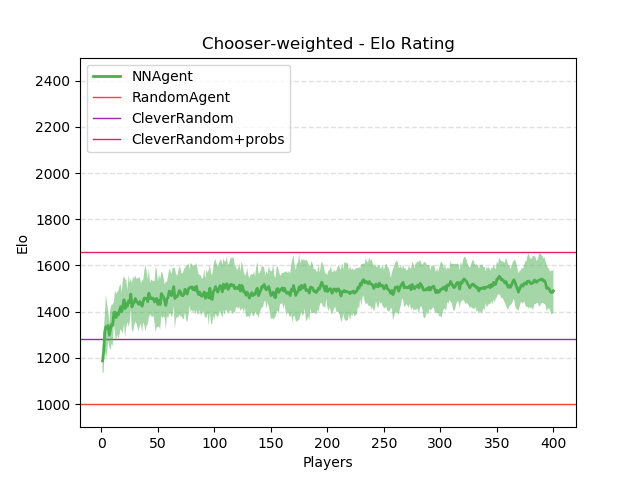 Chooser-weighted - Elo Rating
2400
2200
2000
1800
1600
1400
1200
1000
Elo
NNAgent
RandomAgent
CleverRandom
CleverRandom+probs
0 50 100 150 200 250 300 350 400
Players